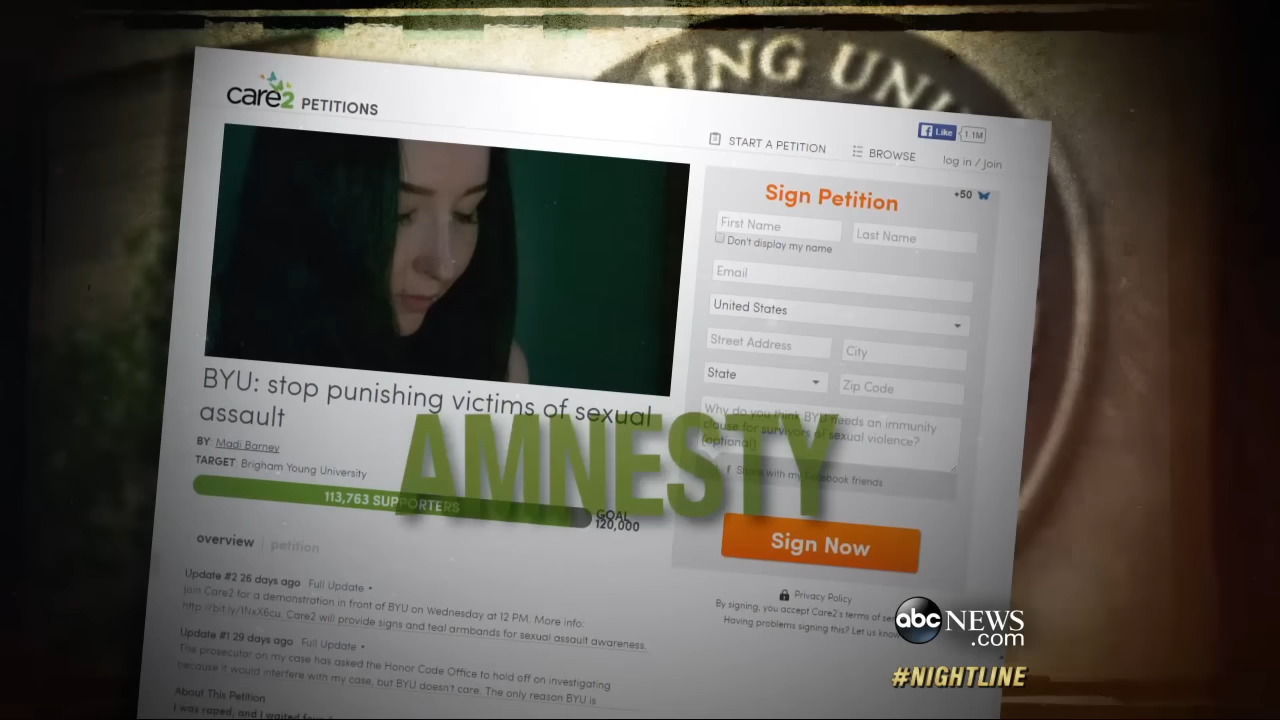 UNG UNI
care2 PETITIONS
Like 1.1M
START A PETITION BROWSE log in / join
+50
Sign Petition
First Name Last Name
Don't display my name
Email
United States
Street Address City
State Zip Code
Why do you think BYU needs an immunity
clause for survivors of sexual violence?
(optional)
f Share with my Facebook friends
Sign Now
Privacy Policy
By signing, you accept Care2's terms of
Having problems signing this? Let us know
BYU: stop punishing victims of sexual
assault
BY: Madi Barney
TARGET: Brigham Young University
113,763 SUPPORTERS
GOAL
120,000
AMNESTY
overview | petition
Update #2 26 days ago Full Update
Join Care2 for a demonstration in front of BYU on Wednesday at 12 PM. More info:
http://bit.ly/1NxX6cu. Care2 will provide signs and teal armbands for sexual assault awareness.
Update #1 29 days ago Full Update
The prosecutor on my case has asked the Honor Code Office to hold off on investigating
because it would interfere with my case, but BYU doesn't care. The only reason BYU is
About This Petition
I was raped, and I waited four
abc NEWS
.com
#NIGHTLINE